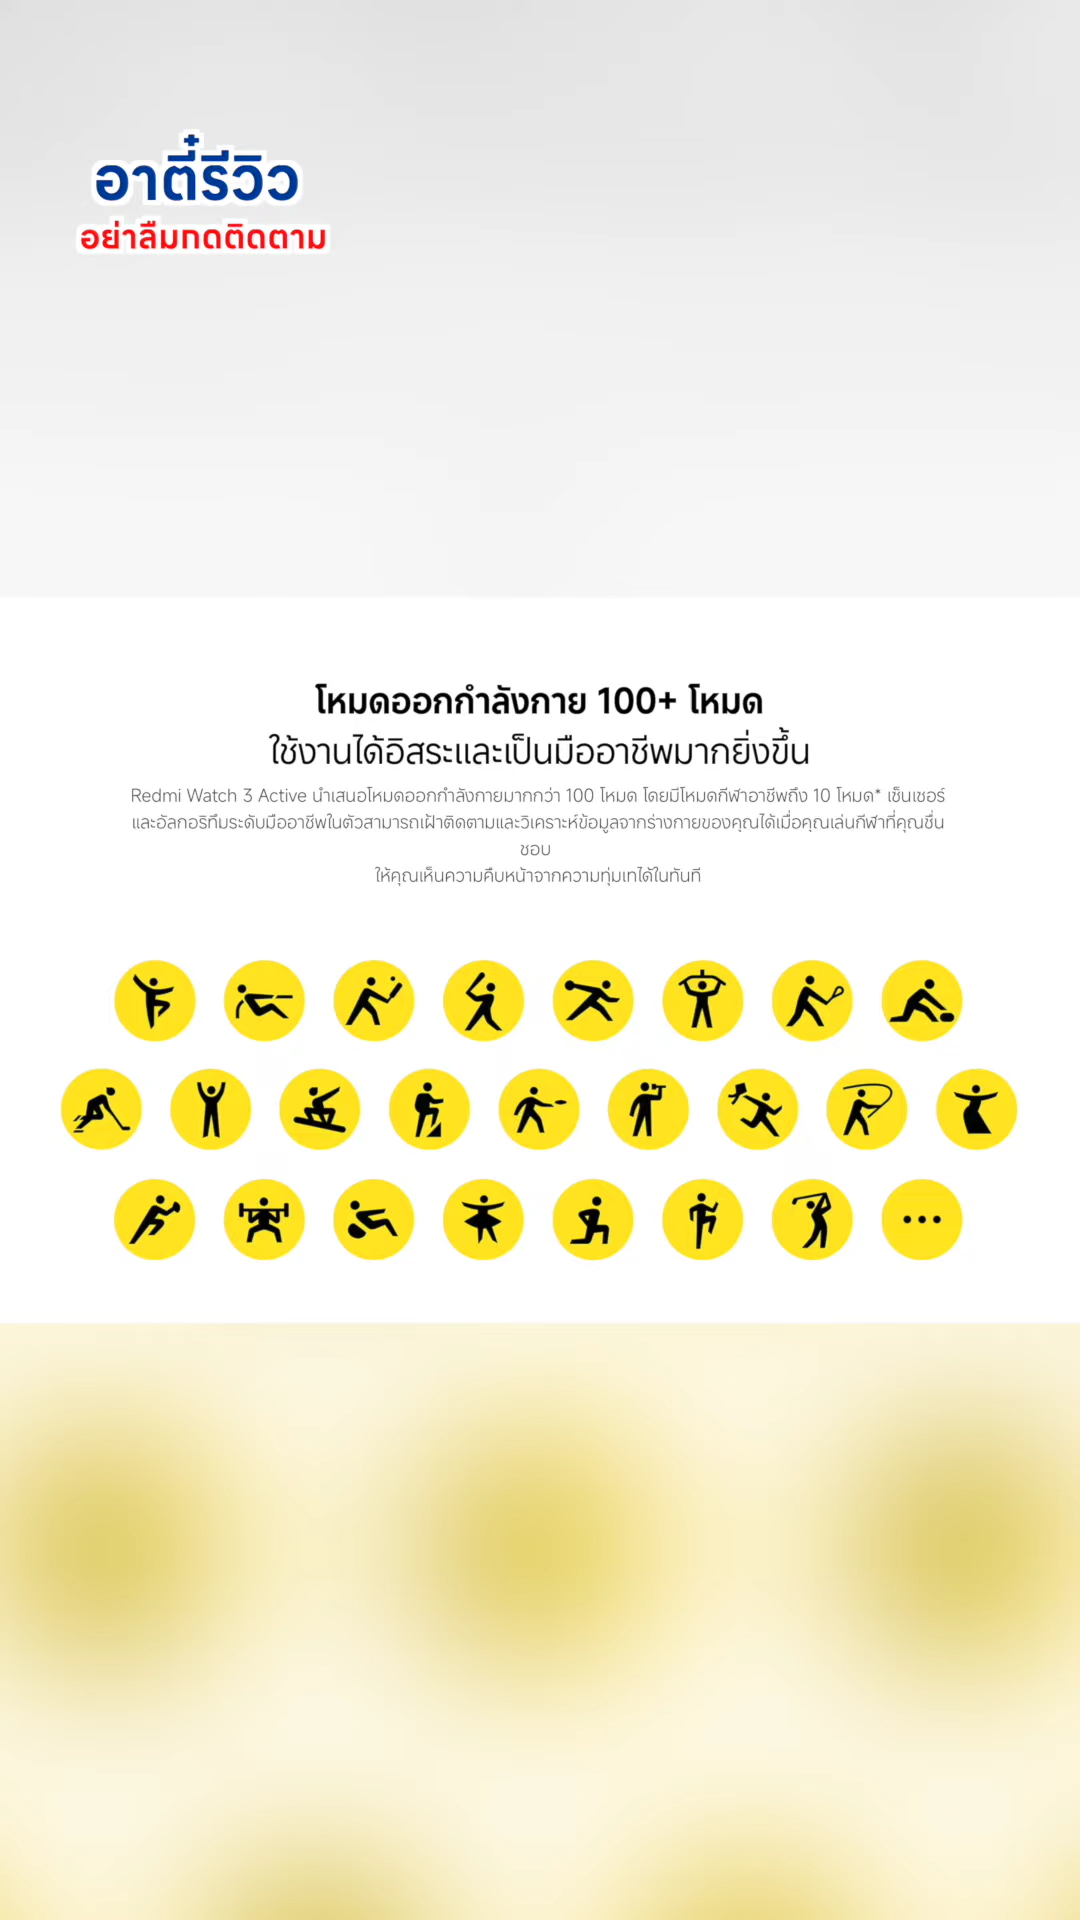 อาตี๋รีวิว
อย่าลืมกดติดตาม
โหมดออกกำลังกาย 100+ โหมด
ใช้งานได้อิสระและเป็นมืออาชีพมากยิ่งขึ้น
Redmi Watch 3 Active นำเสนอโหมดออกกำลังกายมากกว่า 100 โหมด โดยมีโหมดกีฬาอาชีพถึง 10 โหมด* เซ็นเซอร์
และอัลกอริทึมระดับมืออาชีพในตัวสามารถเฝ้าติดตามและวิเคราะห์ข้อมูลจากร่างกายของคุณได้เมื่อคุณเล่นกีฬาที่คุณชื่น
ชอบ
ให้คุณเห็นความคืบหน้าจากความทุ่มเทได้ในทันที